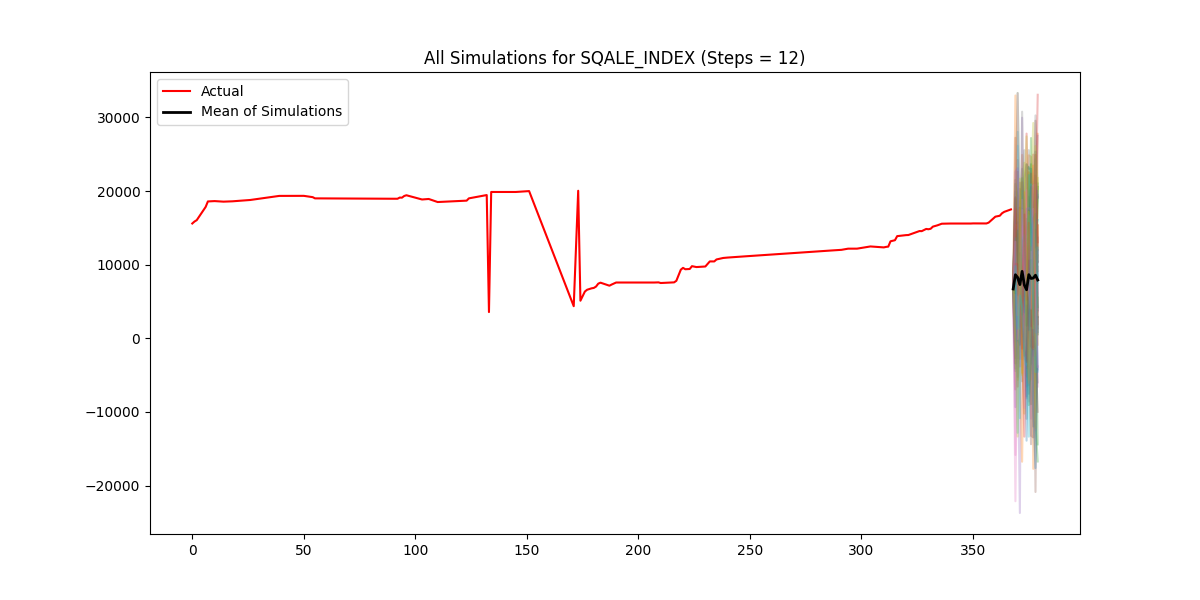 All Simulations for SQALE_INDEX (Steps = 12)
Actual
Mean of Simulations
30000
20000
10000
0
−10000
−20000
0 50 100 150 200 250 300 350